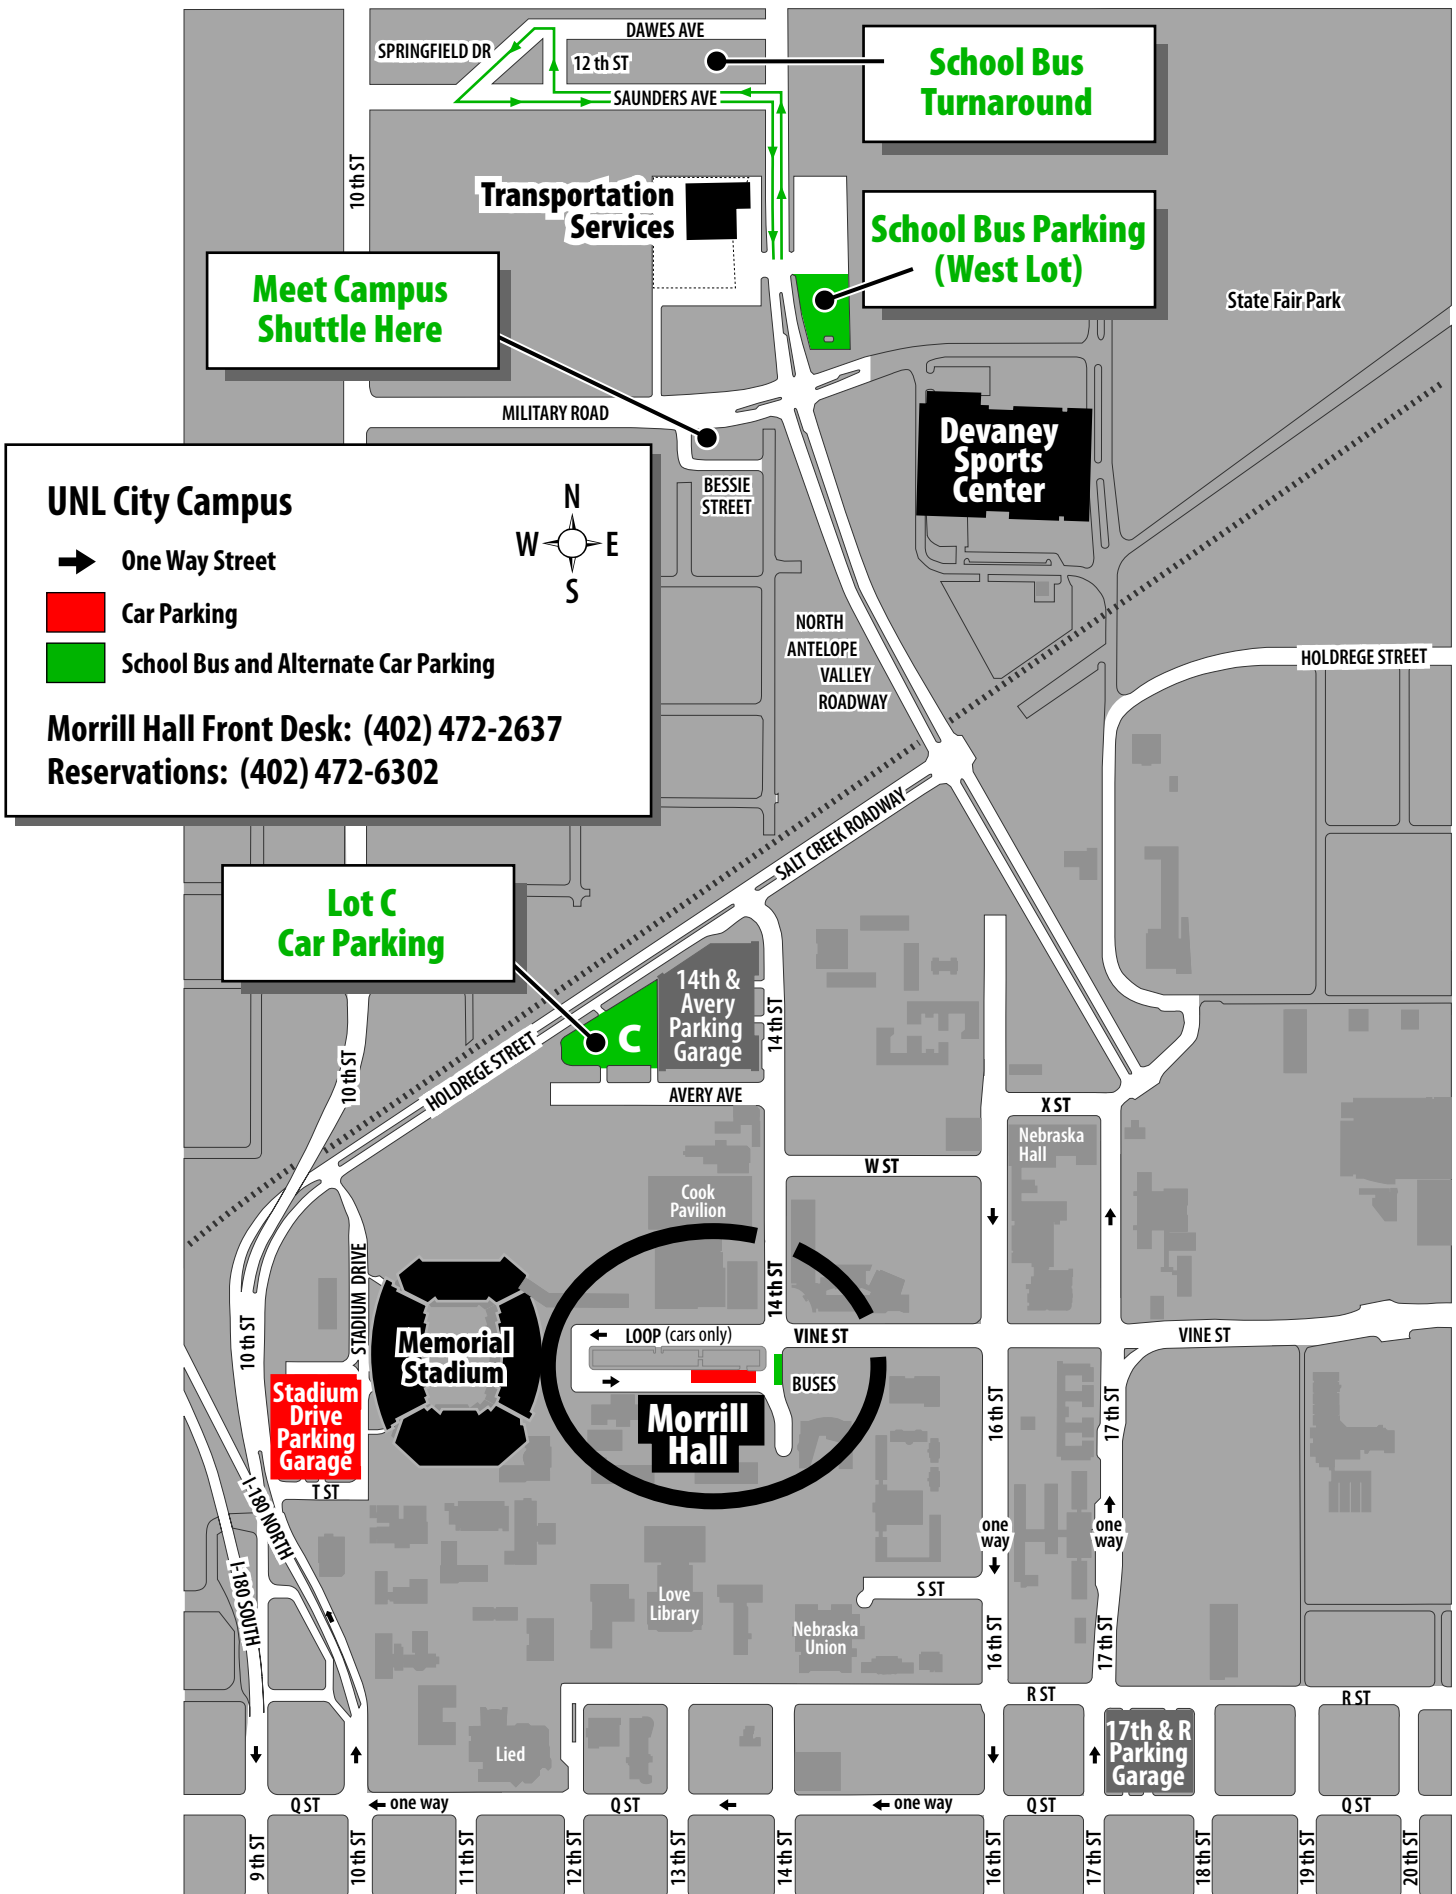 DAWES AVE
SPRINGFIELD DR
12 th ST
SAUNDERS AVE
School Bus
Turnaround
10 th ST
Transportation
Services
School Bus Parking
(West Lot)
Meet Campus
Shuttle Here
State Fair Park
MILITARY ROAD
Devaney
Sports
Center
BESSIE
STREET
UNL City Campus
N
W
E
S
One Way Street
Car Parking
School Bus and Alternate Car Parking
Morrill Hall Front Desk: (402) 472-2637
Reservations: (402) 472-6302
NORTH
ANTELOPE
VALLEY
ROADWAY
HOLDREGE STREET
SALT CREEK ROADWAY
Lot C
Car Parking
C
14th &
Avery
Parking
Garage
14 th ST
10 th ST
HOLDREGE STREET
AVERY AVE
X ST
Nebraska
Hall
W ST
Cook
Pavilion
STADIUM DRIVE
14 th ST
10 th ST
Memorial
Stadium
LOOP (cars only)
VINE ST
VINE ST
BUSES
Stadium
Drive
Parking
Garage
Morrill
Hall
16 th ST
17 th ST
T ST
I-180 NORTH
I-180 SOUTH
one
way
one
way
S ST
Love
Library
Nebraska
Union
16 th ST
17 th ST
R ST
R ST
Lied
17th & R
Parking
Garage
Q ST
one way
Q ST
one way
Q ST
Q ST
9 th ST
10 th ST
11 th ST
12 th ST
13 th ST
14 th ST
16 th ST
17 th ST
18 th ST
19 th ST
20 th ST